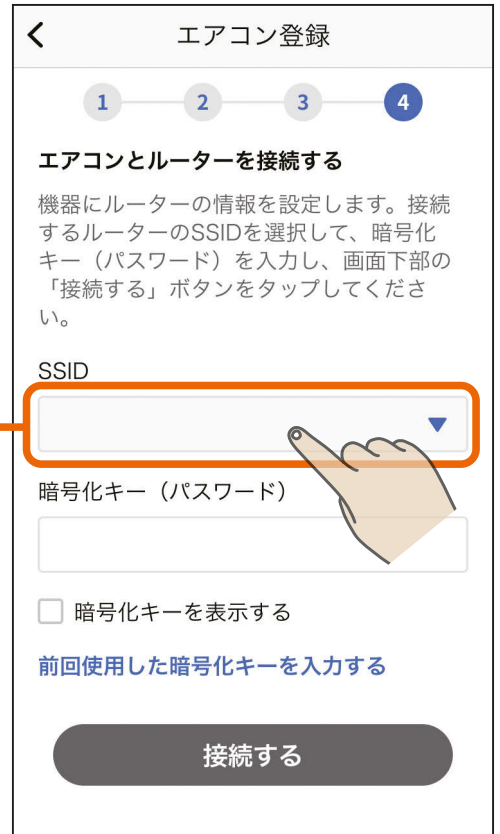 エアコン登録
1 2 3 4
エアコンとルーターを接続する
機器にルーターの情報を設定します。接続
するルーターのSSIDを選択して、暗号化
キー（パスワード）を入力し、画面下部の
「接続する」ボタンをタップしてくださ
い。
SSID
暗号化キー（パスワード）
暗号化キーを表示する
前回使用した暗号化キーを入力する
接続する